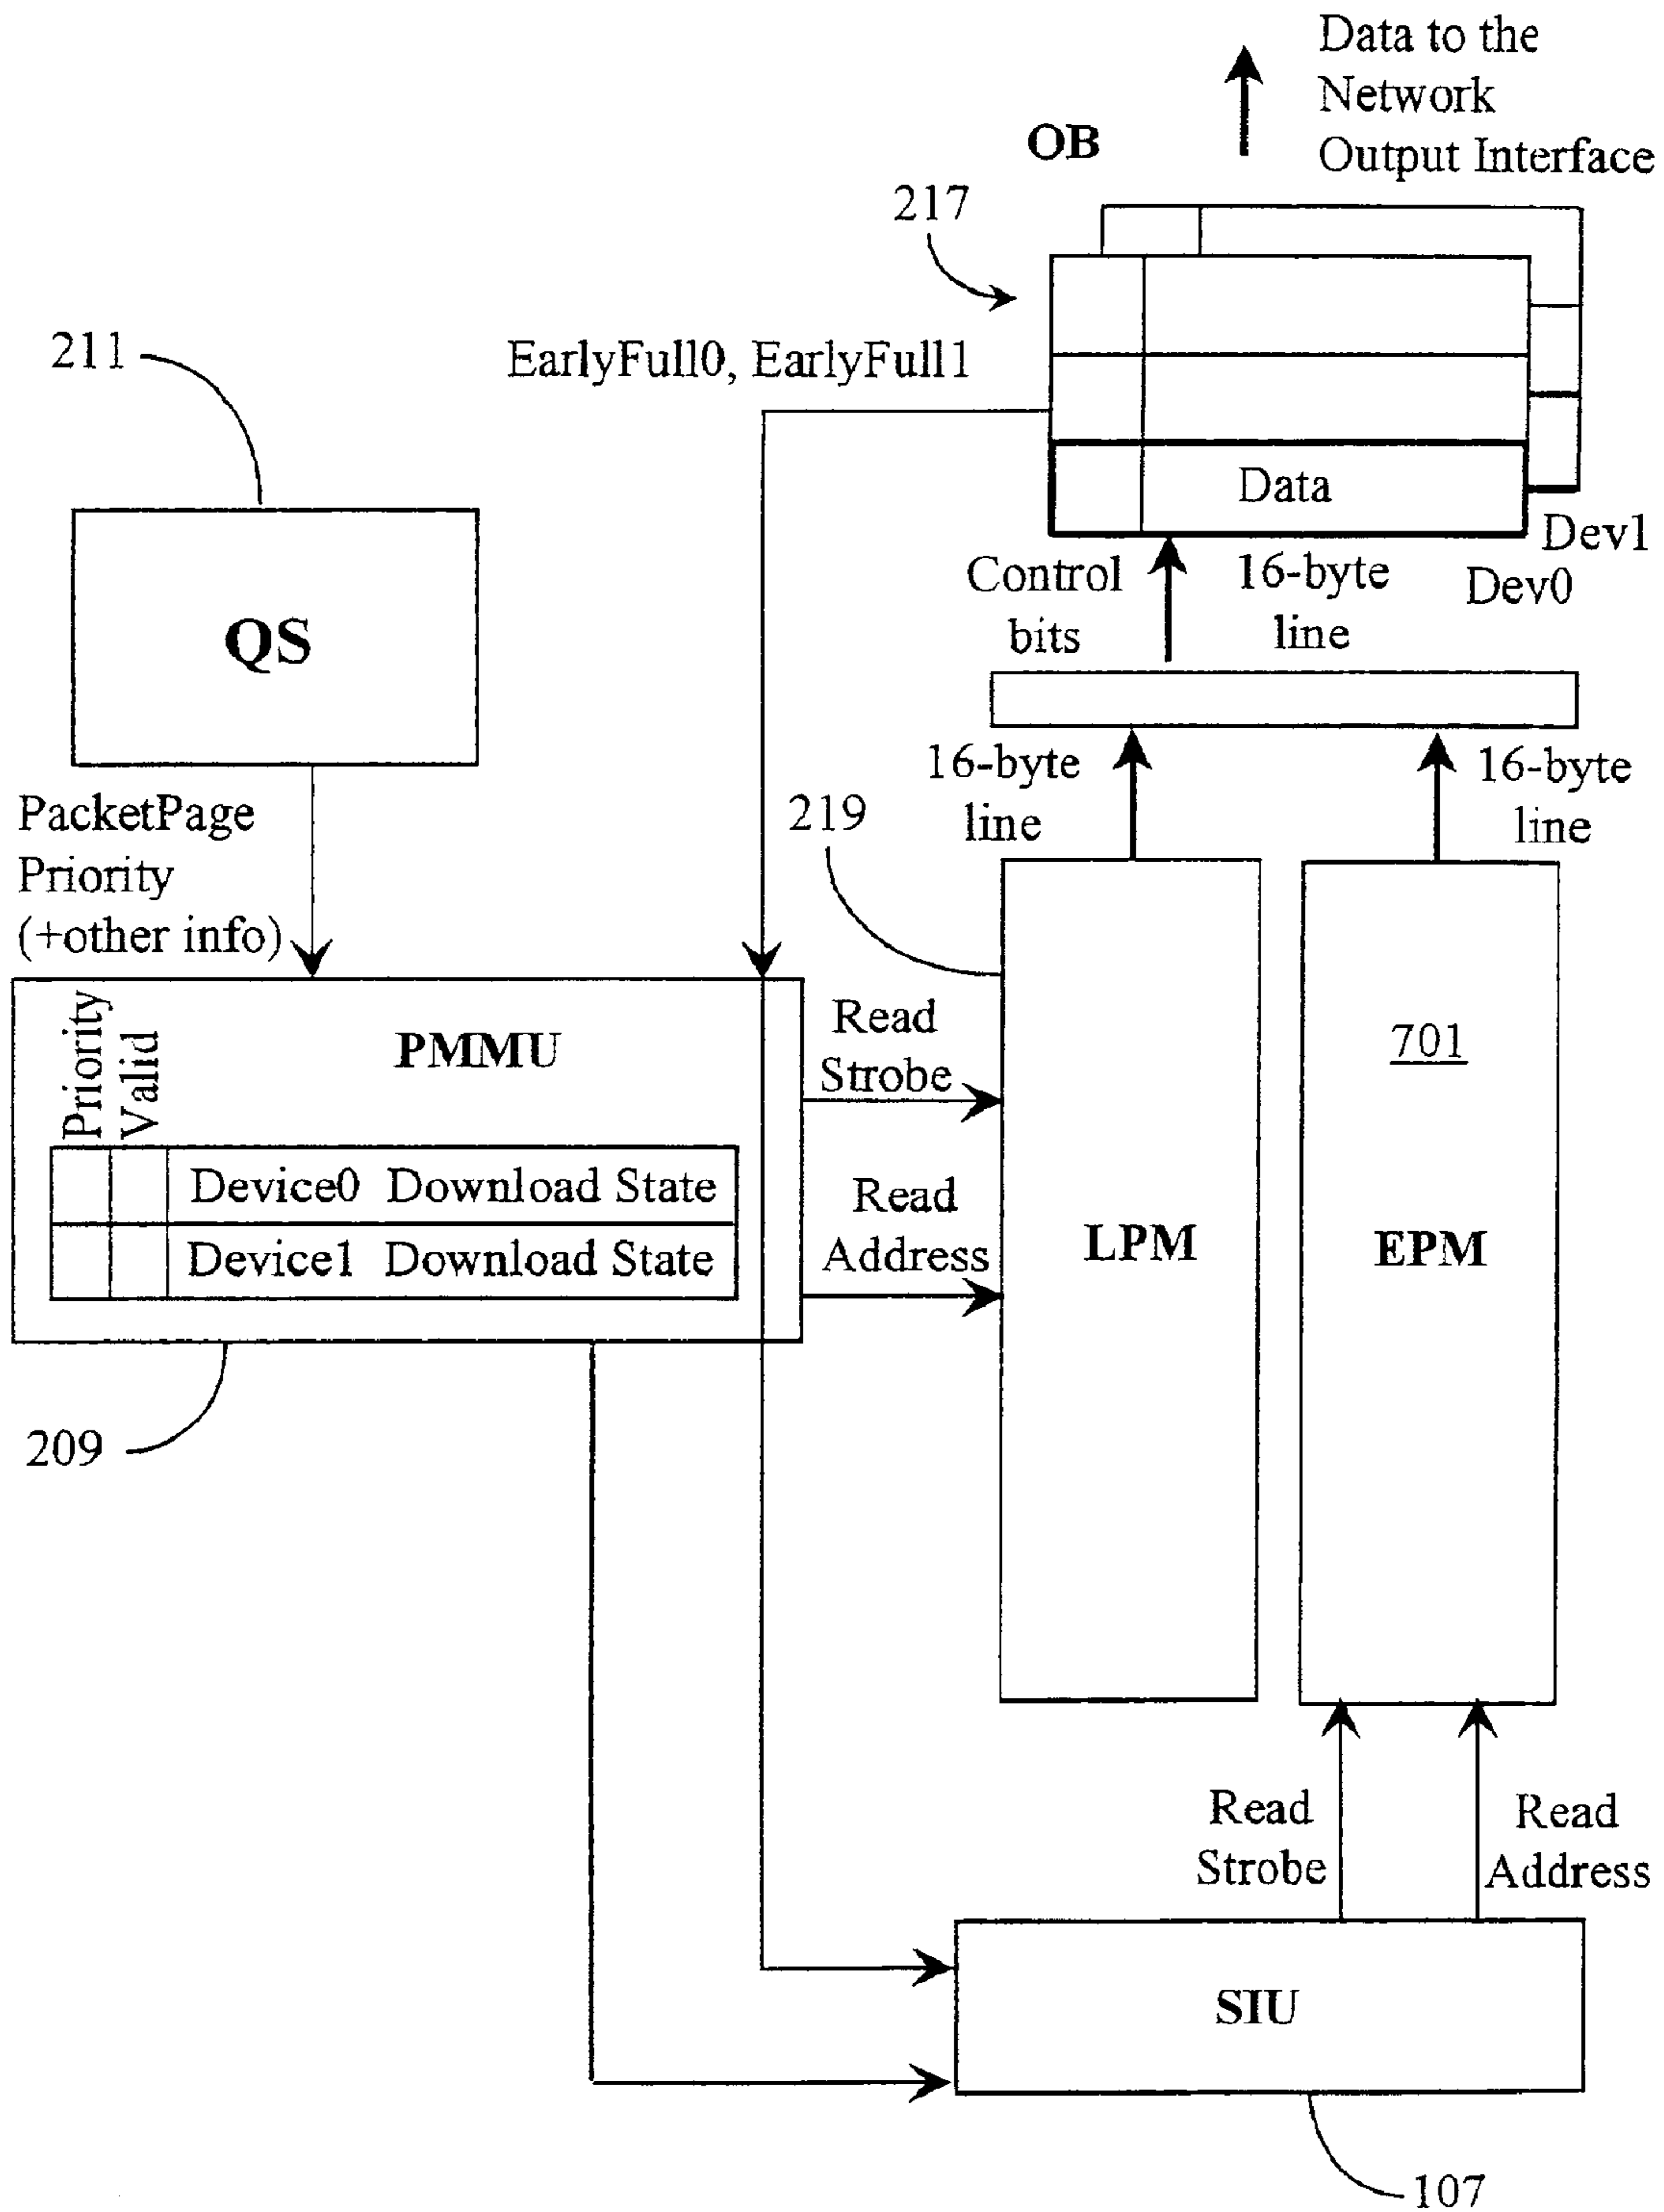 Data to the
Network
Output Interface
OB
217
211
EarlyFull0, EarlyFull1
Data
Dev1
Dev0
Control
bits
16-byte
line
QS
16-byte
line
16-byte
line
PacketPage
Priority
(+other info)
219
Priority
Valid
PMMU
Read
Strobe
701
Device0 Download State
Device1 Download State
Read
Address
LPM
EPM
209
Read
Strobe
Read
Address
SIU
107